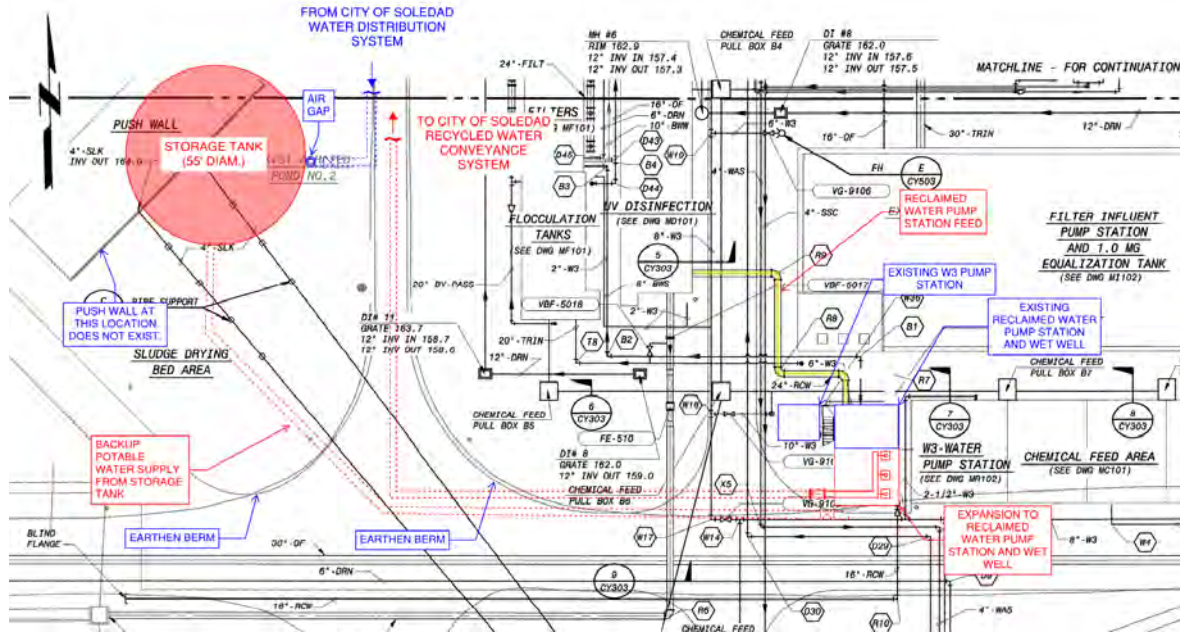 FROM CITY OF SOLEDAD
WATER DISTRIBUTION
SYSTEM
MH #6
RIM 162.9
12" INV IN 157.4
12" INV OUT 157.3
CHEMICAL FEED
PULL BOX B4
DI #8
GRATE 162.0
12" INV IN 157.6
12" INV OUT 157.5
MATCHLINE - FOR CONTINUATION
24"-FILT
AIR
GAP
PUSH WALL
4"-SLK
STORAGE TANK
(55' DIAM.)
POND NO.2
TO CITY OF SOLEDAD
RECYCLED WATER
CONVEYANCE
SYSTEM
16"-OF
6"-DRN
10"-BWW
6"-W3
16"-OF
30"-TRIN
12"-DRN
D45
D43
B4
B3
D44
W10
4"-WAS
FH
E
CY503
VG-9106
RECLAIMED
WATER PUMP
STATION FEED
4"-SSC
UV DISINFECTION
(SEE DWG MD101)
FLOCCULATION
TANKS
(SEE DWG MF101)
8"-W3
2"-W3
5
CY303
R9
FILTER INFLUENT
PUMP STATION
AND 1.0 MG
EQUALIZATION TANK
(SEE DWG MI102)
4"-SLK
20" BV-PASS
VBF-5018
6" BWS
2"-W3
EXISTING W3 PUMP
STATION
VBF-5017
W36
PUSH WALL AT
THIS LOCATION
DOES NOT EXIST.
PIPE SUPPORT
DI# 11
GRATE 163.7
12" INV IN 158.7
20"-TRIN
12"-DRN
T8
B2
R8
B1
EXISTING
RECLAIMED WATER
PUMP STATION
AND WET WELL
SLUDGE DRYING
BED AREA
6"-W3
24"-RCW
R7
CHEMICAL FEED
PULL BOX B7
CHEMICAL FEED
PULL BOX B5
6
CY303
W16
7
CY303
8
CY303
FE-510
10"-W3
BACKUP
POTABLE
WATER SUPPLY
FROM STORAGE
TANK
DI# 8
GRATE 162.0
12" INV OUT 159.0
W3-WATER
PUMP STATION
(SEE DWG MR102)
CHEMICAL FEED AREA
(SEE DWG MC101)
CHEMICAL FEED
PULL BOX B6
X5
2-1/2"-W3
EARTHEN BERM
EARTHEN BERM
BLIND
FLANGE
30"-OF
W17
W14
D29
EXPANSION TO
RECLAIMED
WATER PUMP
STATION AND WET
WELL
8"-W3
6"-DRN
9
CY303
16"-RCW
R6
D30
R10
4"-WAS
CHEMICAL FEED